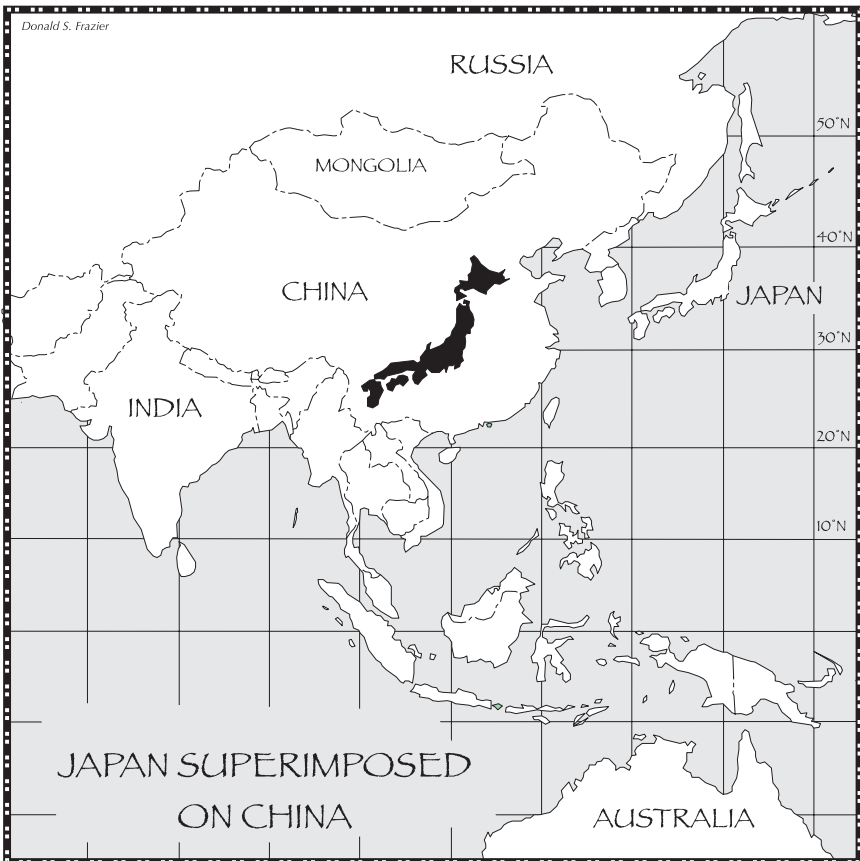 Donald S. Frazier
RUSSIA
50°N
MONGOLIA
40°N
CHINA
JAPAN
30°N
INDIA
20°N
10°N
JAPAN SUPERIMPOSED
ON CHINA
AUSTRALIA